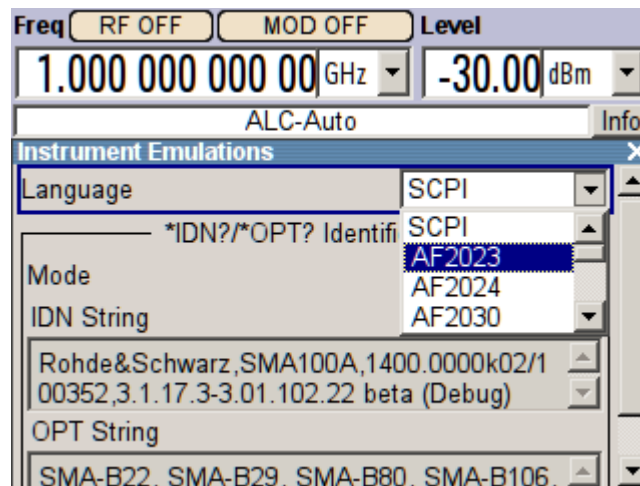 Freq RF OFF MOD OFF Level
1.000 000 000 00 GHz -30.00 dBm
ALC-Auto Info
Instrument Emulations
Language SCPI
*IDN?/*OPT? Identifi SCPI
AF2023
Mode AF2024
IDN String AF2030
Rohde&Schwarz,SMA100A,1400.0000k02/1
00352,3.1.17.3-3.01.102.22 beta (Debug)
OPT String
SMA-B22, SMA-B29, SMA-B80, SMA-B106,